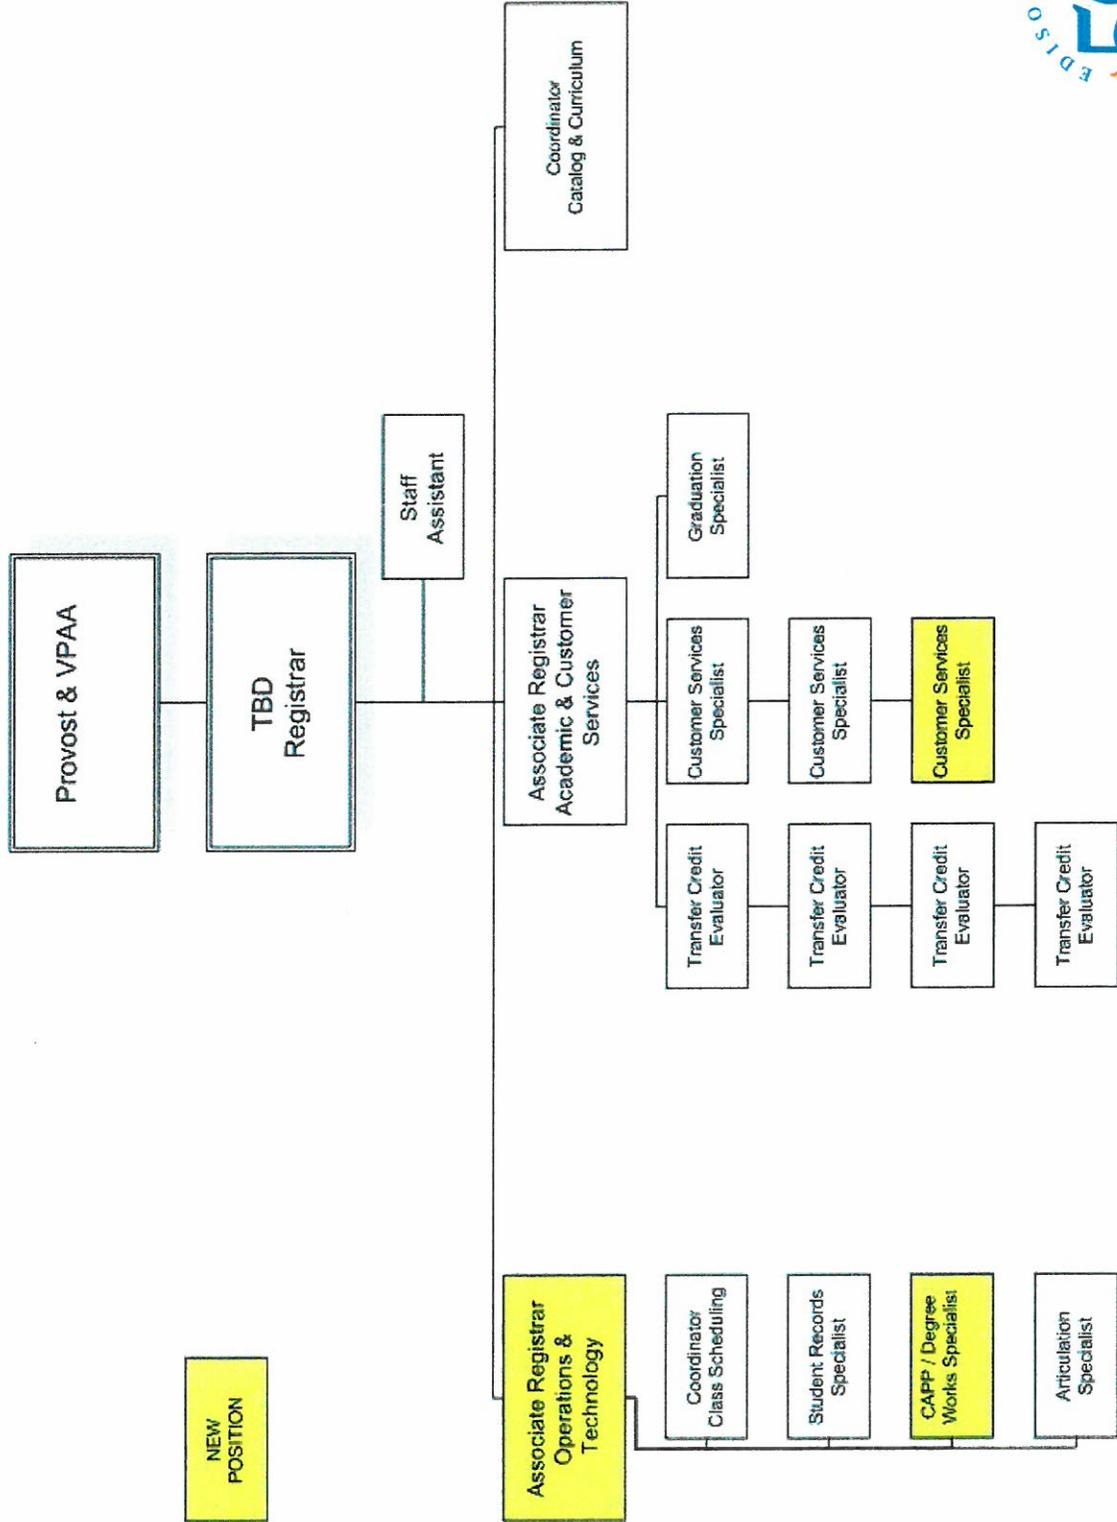 Provost & VPAA
TBD
Registrar
NEW
POSITION
Staff
Assistant
Associate Registrar
Operations &
Technology
Associate Registrar
Academic & Customer
Services
Coordinator
Catalog & Curriculum
Coordinator
Class Scheduling
Student Records
Specialist
CAPP / Degree
Works Specialist
Articulation
Specialist
Transfer Credit
Evaluator
Transfer Credit
Evaluator
Transfer Credit
Evaluator
Transfer Credit
Evaluator
Customer Services
Specialist
Customer Services
Specialist
Customer Services
Specialist
Graduation
Specialist
EDISO